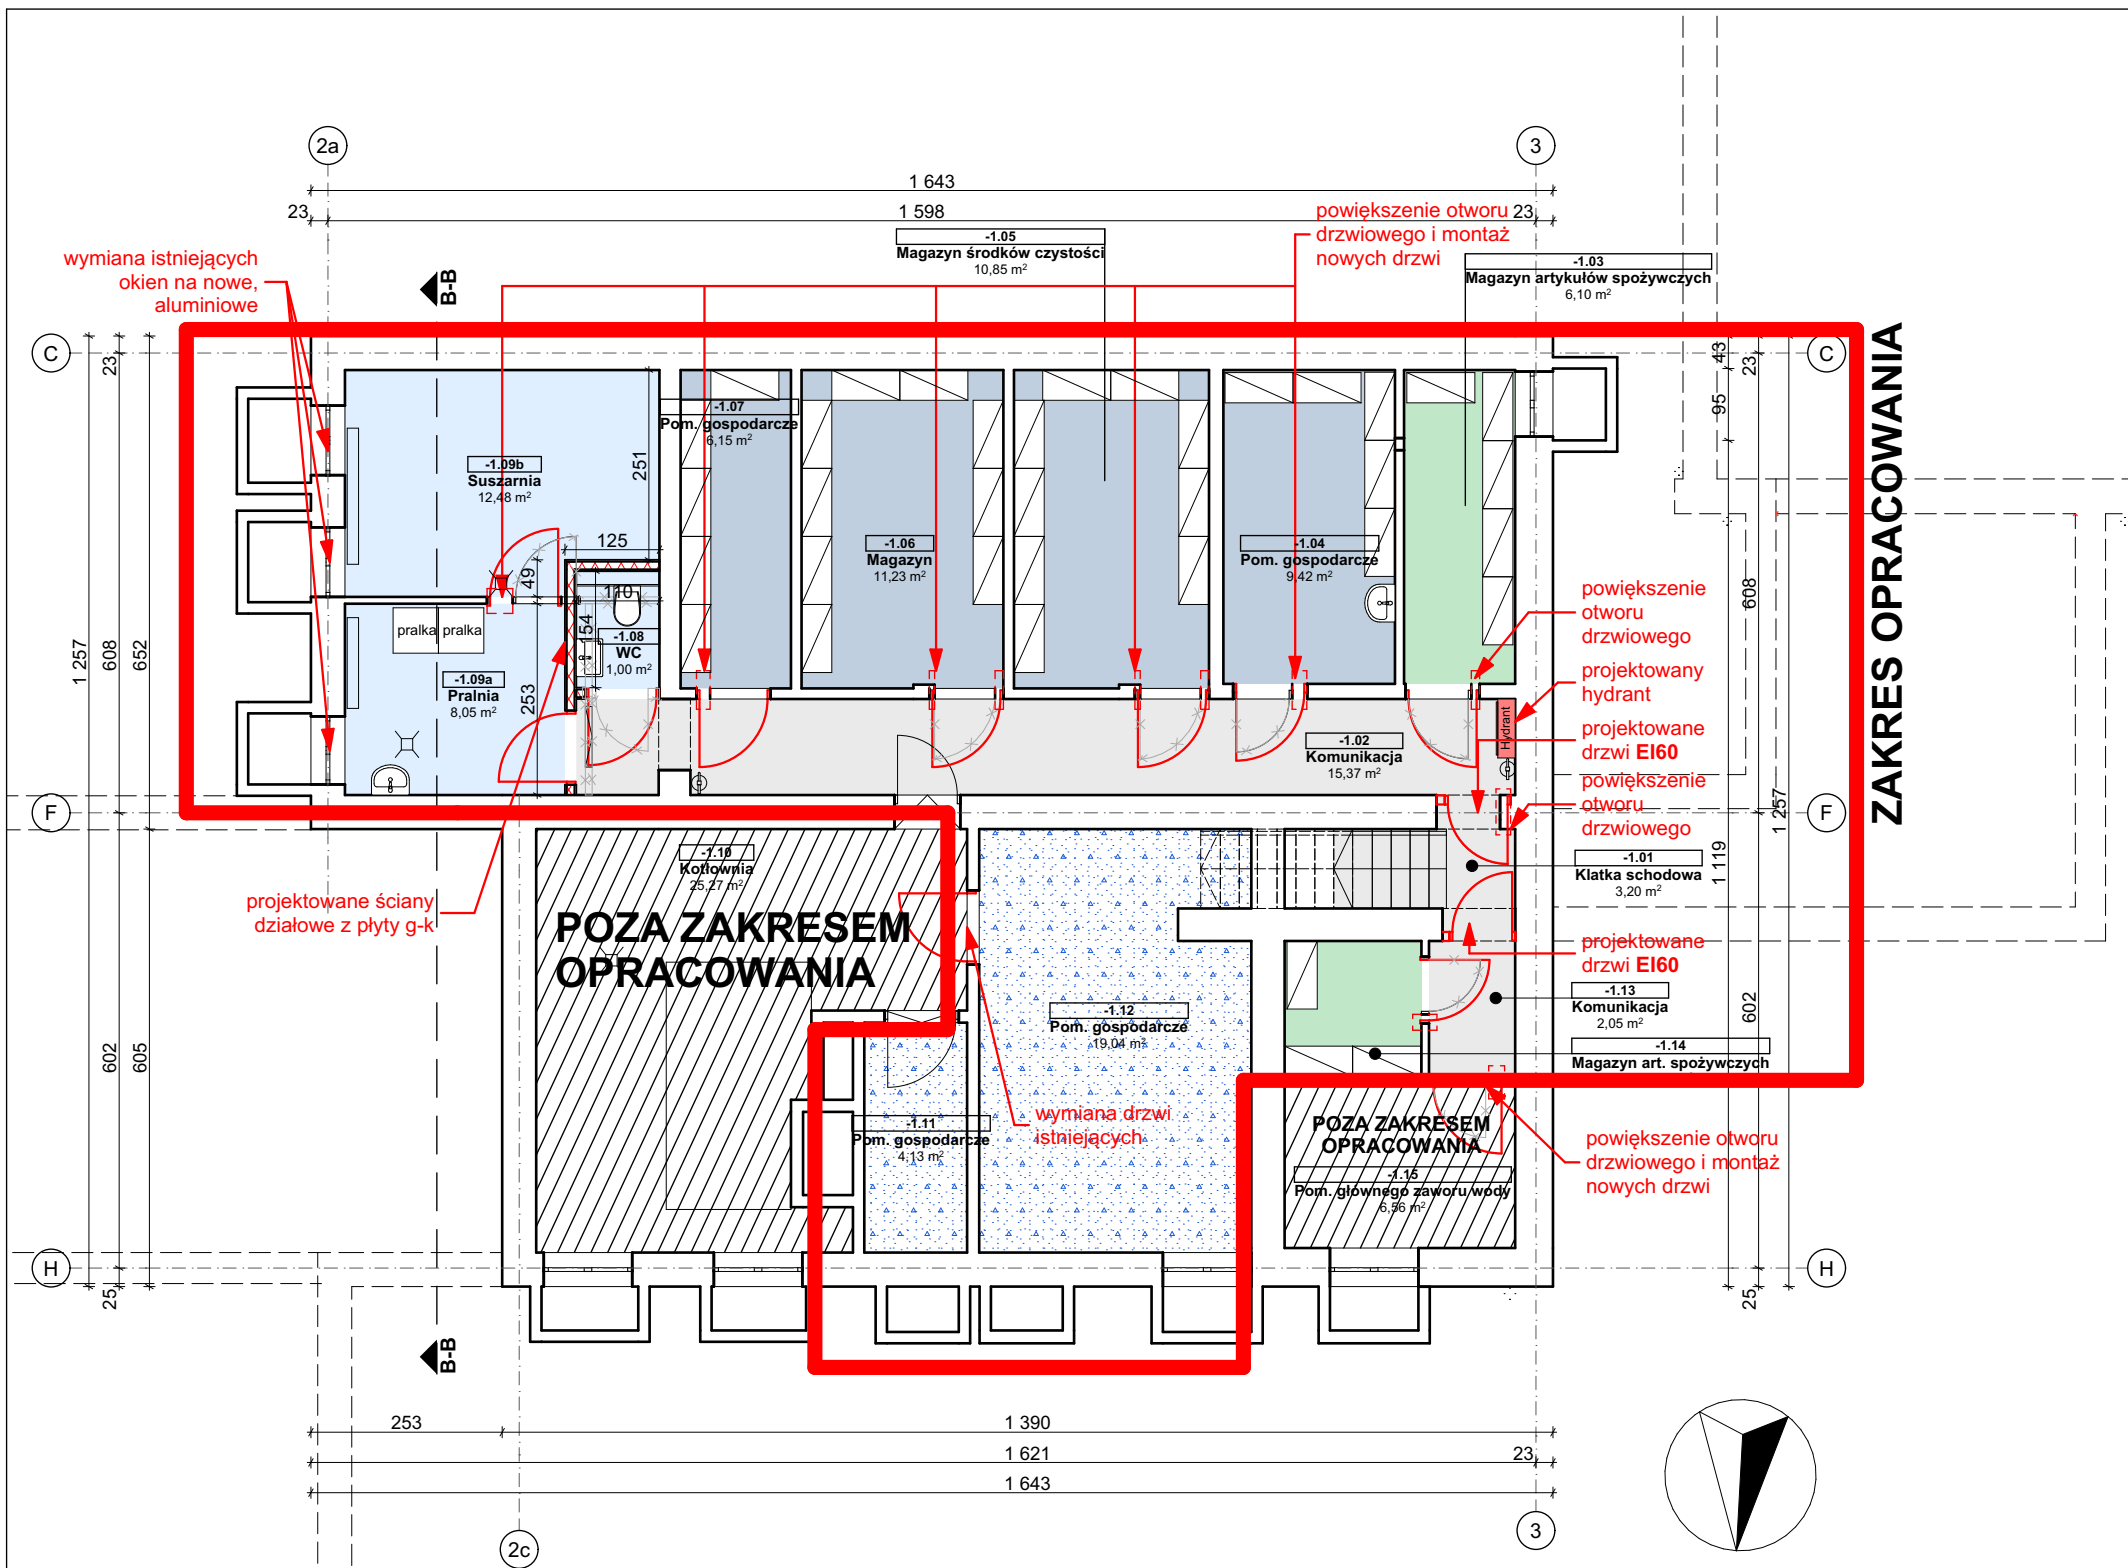 2a
3
1 643
23
1 598
23
powiększenie otworu
drzwiowego i montaż
nowych drzwi
-1.05
Magazyn środków czystości
10,85 m²
-1.03
Magazyn artykułów spożywczych
6,10 m²
wymiana istniejących
okien na nowe,
aluminiowe
B-B
C
C
23
1 257
608
652
43
23
95
608
1 257
1 119
ZAKRES OPRACOWANIA
-1.07
Pom. gospodarcze
6,15 m²
-1.09b
Suszarnia
12,48 m²
251
125
49
110
154
253
-1.06
Magazyn
11,23 m²
-1.04
Pom. gospodarcze
9,42 m²
pralka
pralka
-1.08
WC
1,00 m²
-1.09a
Pralnia
8,05 m²
powiększenie
otworu
drzwiowego
projektowany
hydrant
Hydrant
projektowane
drzwi EI60
-1.02
Komunikacja
15,37 m²
powiększenie
otworu
drzwiowego
F
F
-1.10
Kotłownia
25,27 m²
-1.01
Klatka schodowa
3,20 m²
projektowane ściany
działowe z płyty g-k
POZA ZAKRESEM
OPRACOWANIA
projektowane
drzwi EI60
-1.13
Komunikacja
2,05 m²
-1.12
Pom. gospodarcze
19,04 m²
-1.14
Magazyn art. spożywczych
602
605
602
wymiana drzwi
istniejących
-1.11
Pom. gospodarcze
4,13 m²
POZA ZAKRESEM
OPRACOWANIA
-1.15
Pom. głównego zaworu wody
6,56 m²
powiększenie otworu
drzwiowego i montaż
nowych drzwi
H
H
25
25
B-B
253
1 390
1 621
23
1 643
2c
3